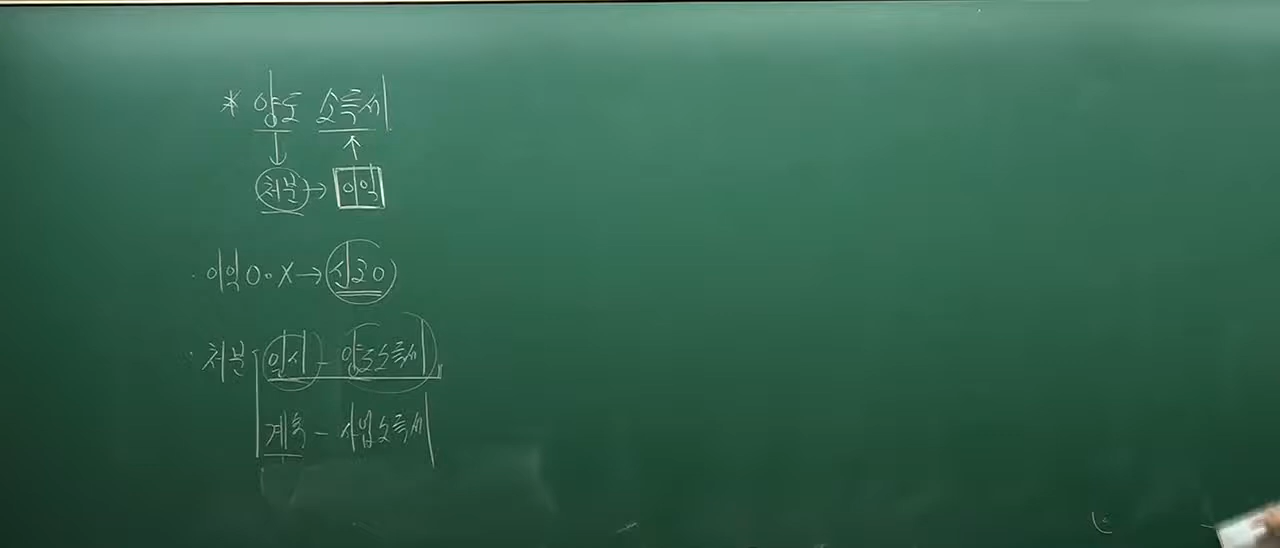 * 양도 소득세
↓ ↑
처분 → 이익
· 이익 O · X → 신고 O
· 처분 일시 - 양도소득세
계속 - 사업소득세